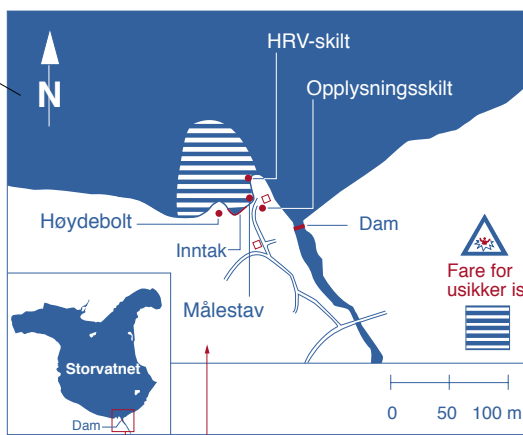 HRV-skilt
N
Opplysningsskilt
Høydebolt
Dam
Inntak
Fare for
usikker is
Målestav
Storvatnet
Dam
0 50 100 m